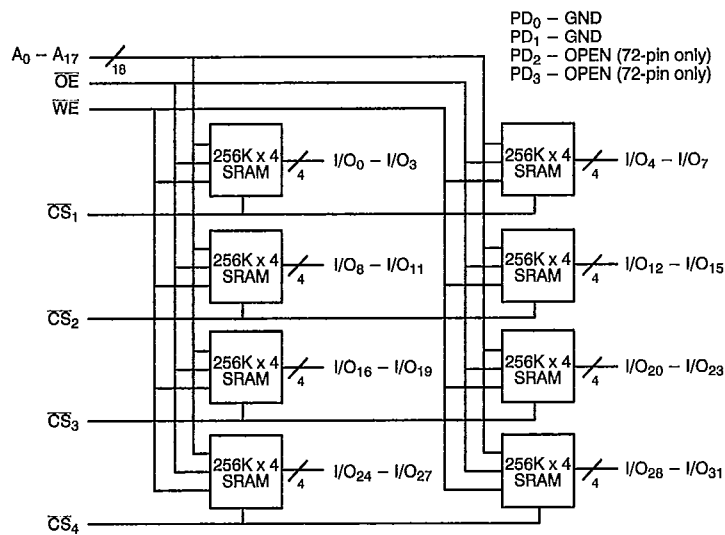 PD0 – GND
PD1 – GND
PD2 – OPEN (72-pin only)
PD3 – OPEN (72-pin only)
A0 – A17
18
OE
WE
256K x 4
SRAM
4
I/O0 – I/O3
256K x 4
SRAM
4
I/O4 – I/O7
CS1
256K x 4
SRAM
4
I/O8 – I/O11
256K x 4
SRAM
4
I/O12 – I/O15
CS2
256K x 4
SRAM
4
I/O16 – I/O19
256K x 4
SRAM
4
I/O20 – I/O23
CS3
256K x 4
SRAM
4
I/O24 – I/O27
256K x 4
SRAM
4
I/O28 – I/O31
CS4